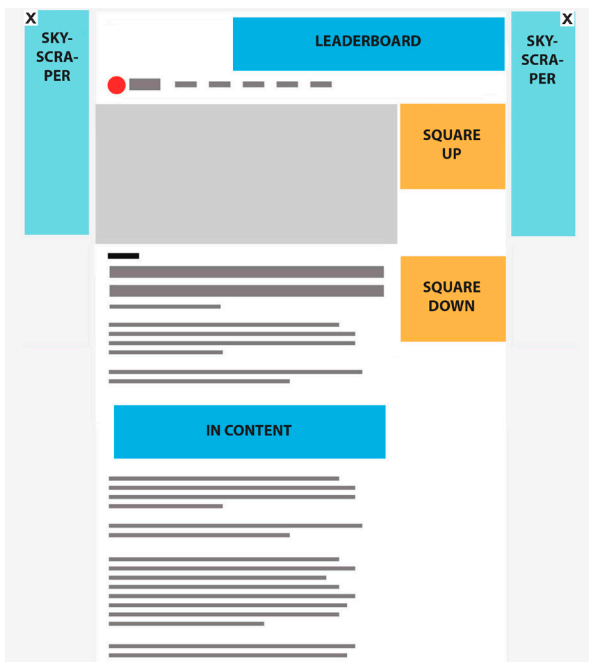 X
SKY-
SCRA-
PER
LEADERBOARD
X
SKY-
SCRA-
PER
SQUARE
UP
SQUARE
DOWN
IN CONTENT